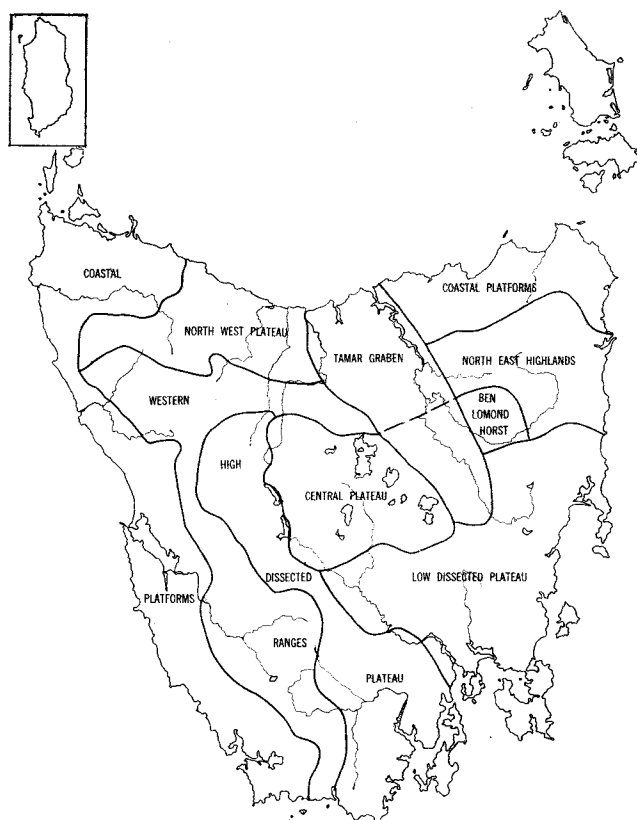 COASTAL
COASTAL PLATFORMS
NORTH WEST PLATEAU
TAMAR GRABEN
NORTH EAST HIGHLANDS
WESTERN
BEN
LOMOND
HORST
HIGH
CENTRAL PLATEAU
DISSECTED
LOW DISSECTED PLATEAU
PLATFORMS
RANGES
PLATEAU